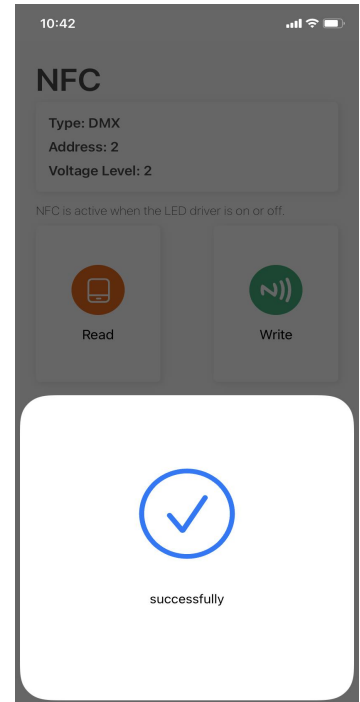 10:42
NFC
Type: DMX
Address: 2
Voltage Level: 2
NFC is active when the LED driver is on or off.
Read
Write
successfully